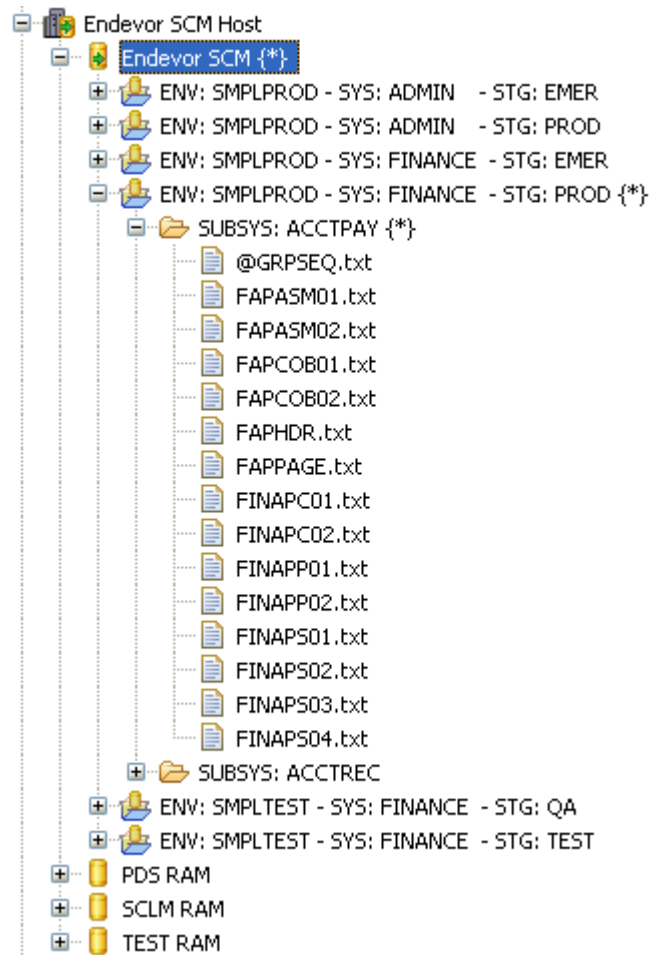 Endevor SCM Host
Endevor SCM {*}
ENV: SMPLPROD - SYS: ADMIN - STG: EMER
ENV: SMPLPROD - SYS: ADMIN - STG: PROD
ENV: SMPLPROD - SYS: FINANCE - STG: EMER
ENV: SMPLPROD - SYS: FINANCE - STG: PROD {*}
SUBSYS: ACCTPAY {*}
@GRPSEQ.txt
FAPASM01.txt
FAPASM02.txt
FAPCOB01.txt
FAPCOB02.txt
FAPHDR.txt
FAPPAGE.txt
FINAPC01.txt
FINAPC02.txt
FINAPP01.txt
FINAPP02.txt
FINAPS01.txt
FINAPS02.txt
FINAPS03.txt
FINAPS04.txt
SUBSYS: ACCTREC
ENV: SMPLTEST - SYS: FINANCE - STG: QA
ENV: SMPLTEST - SYS: FINANCE - STG: TEST
PDS RAM
SCLM RAM
TEST RAM